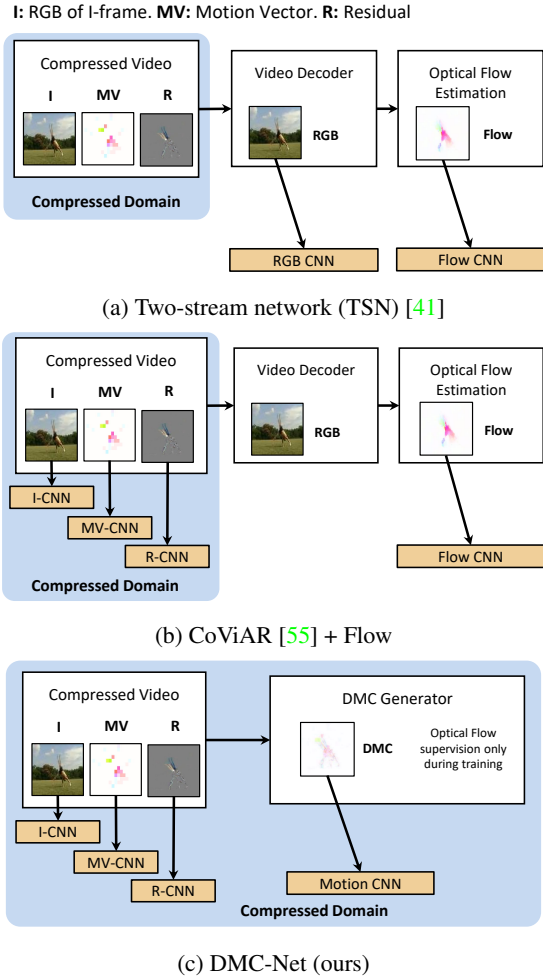 I: RGB of I-frame. MV: Motion Vector. R: Residual
Compressed Video
I MV R
Compressed Domain
Video Decoder
RGB
Optical Flow
Estimation
Flow
RGB CNN
Flow CNN
(a) Two-stream network (TSN) [41]
Compressed Video
I MV R
I-CNN
MV-CNN
R-CNN
Compressed Domain
Video Decoder
RGB
Optical Flow
Estimation
Flow
Flow CNN
(b) CoViAR [55] + Flow
Compressed Video
I MV R
I-CNN
MV-CNN
R-CNN
DMC Generator
DMC
Optical Flow
supervision only
during training
Motion CNN
Compressed Domain
(c) DMC-Net (ours)